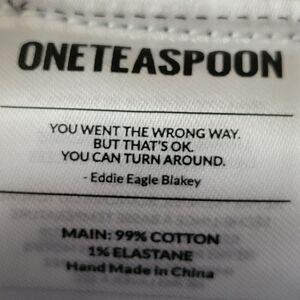 ONETEASPOON
YOU WENT THE WRONG WAY.
BUT THAT'S OK.
YOU CAN TURN AROUND.
- Eddie Eagle Blakey
MAIN: 99% COTTON
1% ELASTANE
Hand Made in China